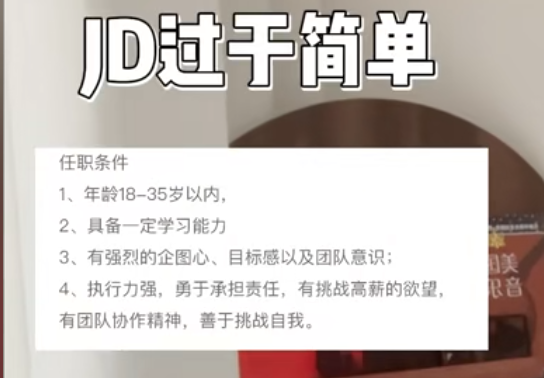 JD过于简单
任职条件
1、年龄18-35岁以内，
2、具备一定学习能力
3、有强烈的企图心、目标感以及团队意识；
4、执行力强，勇于承担责任，有挑战高薪的欲望，
有团队协作精神，善于挑战自我。
美国
音乐